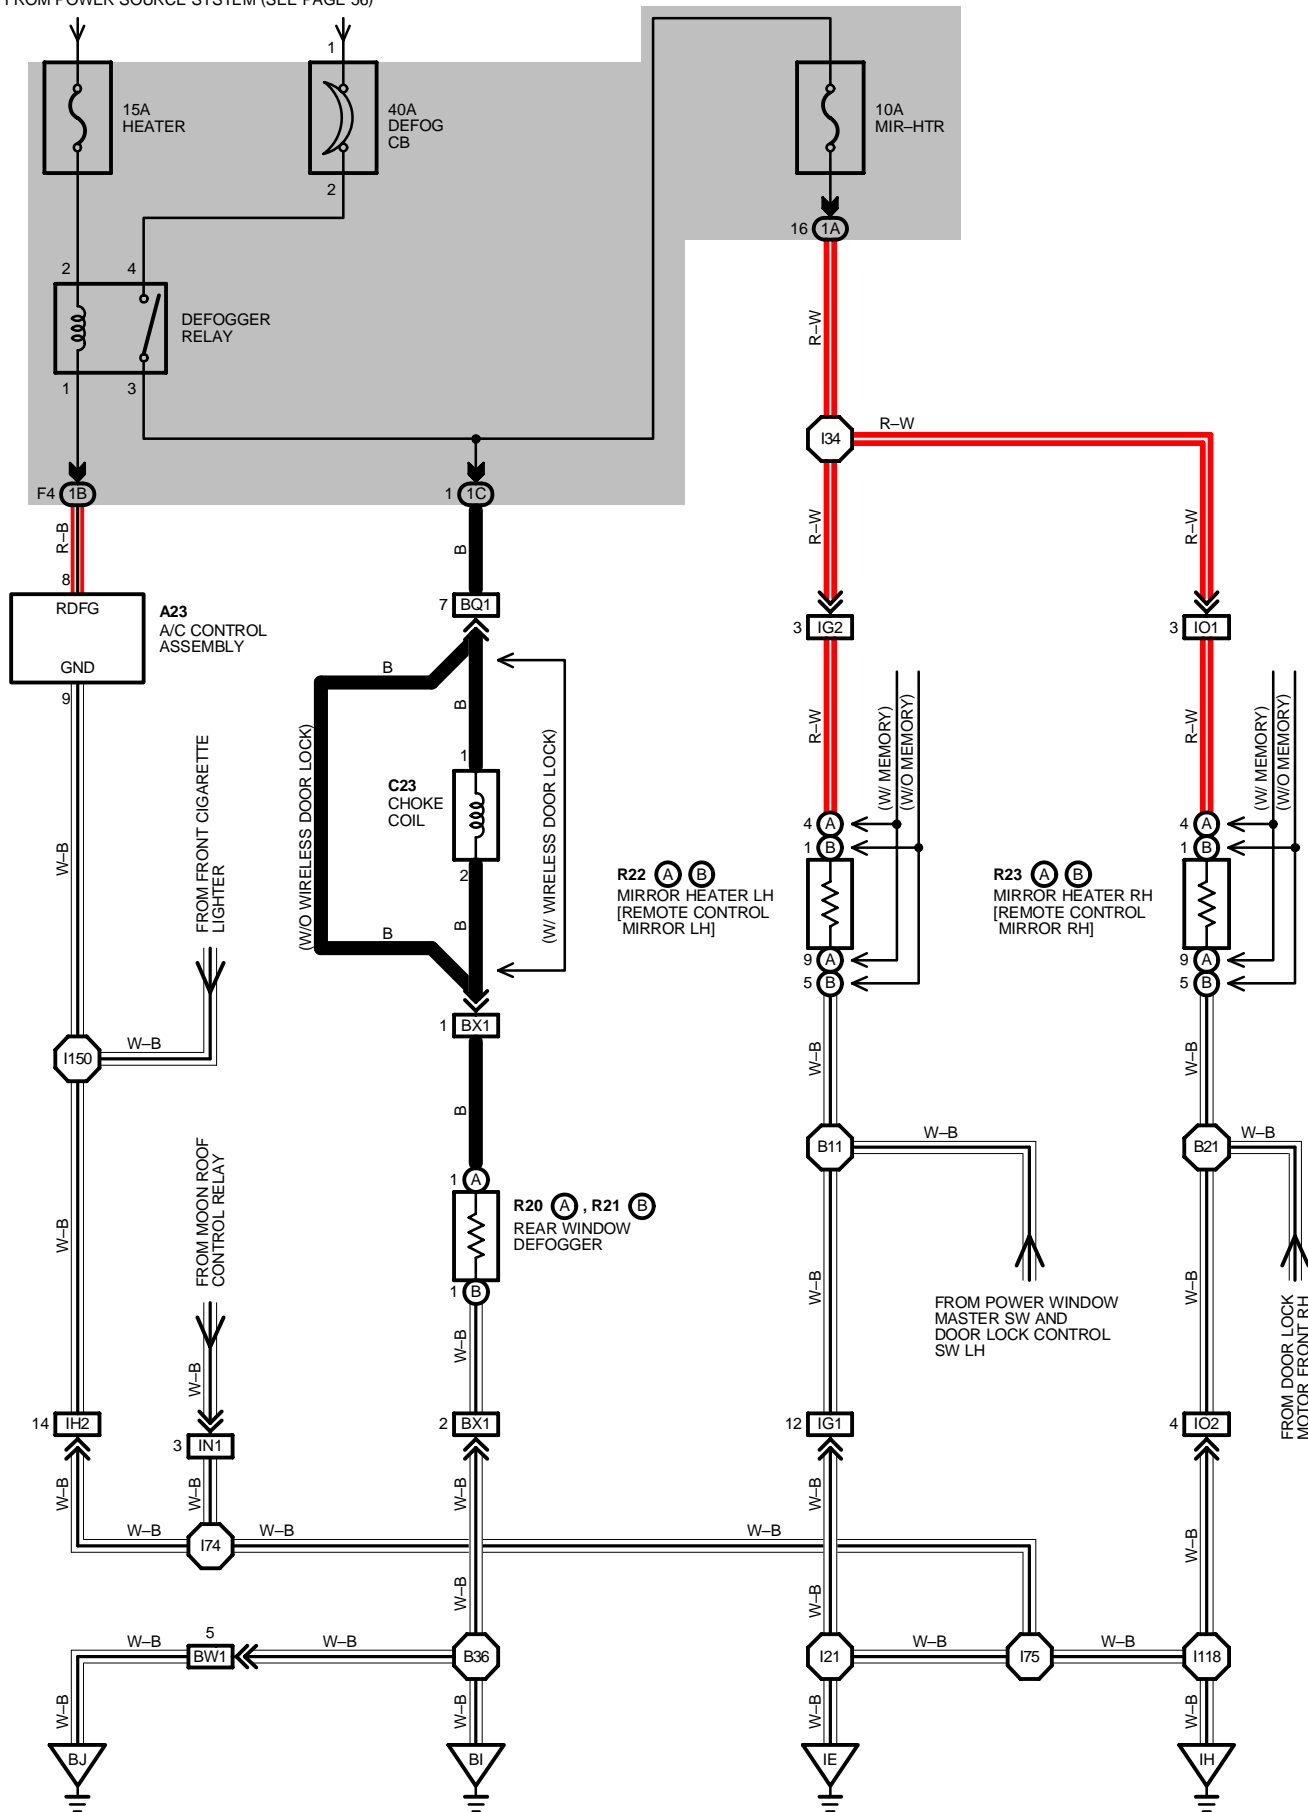 FROM POWER SOURCE SYSTEM (SEE PAGE 56)
1
15A
HEATER
40A
DEFOG
CB
10A
MIR–HTR
2
16 1A
2 4
DEFOGGER
RELAY
R–W
1 3
I34
R–W
F4 1B
1 1C
R–B
B
R–W
R–W
8
RDFG
GND
9
A23
A/C CONTROL
ASSEMBLY
7 BQ1
3 IG2
3 IO1
B
B
(W/O WIRELESS DOOR LOCK)
(W/ WIRELESS DOOR LOCK)
1
C23
CHOKE
COIL
2
B
B
R–W
(W/ MEMORY)
(W/O MEMORY)
R–W
(W/ MEMORY)
(W/O MEMORY)
W–B
FROM FRONT CIGARETTE
LIGHTER
4 A
1 B
R22 A B
MIRROR HEATER LH
[REMOTE CONTROL
MIRROR LH]
9 A
5 B
4 A
1 B
R23 A B
MIRROR HEATER RH
[REMOTE CONTROL
MIRROR RH]
9 A
5 B
1 BX1
I150
W–B
B
W–B
W–B
W–B
FROM MOON ROOF
CONTROL RELAY
B11
W–B
B21
W–B
1 A
R20 A , R21 B
REAR WINDOW
DEFOGGER
1 B
W–B
W–B
W–B
W–B
FROM POWER WINDOW
MASTER SW AND
DOOR LOCK CONTROL
SW LH
FROM DOOR LOCK
MOTOR FRONT RH
W–B
14 IH2
3 IN1
2 BX1
12 IG1
4 IO2
W–B
W–B
W–B
W–B
I74
W–B
W–B
W–B
W–B
W–B
W–B
5
BW1
W–B
B36
I21
W–B
I75
W–B
I118
W–B
W–B
W–B
W–B
BJ
BI
IE
IH